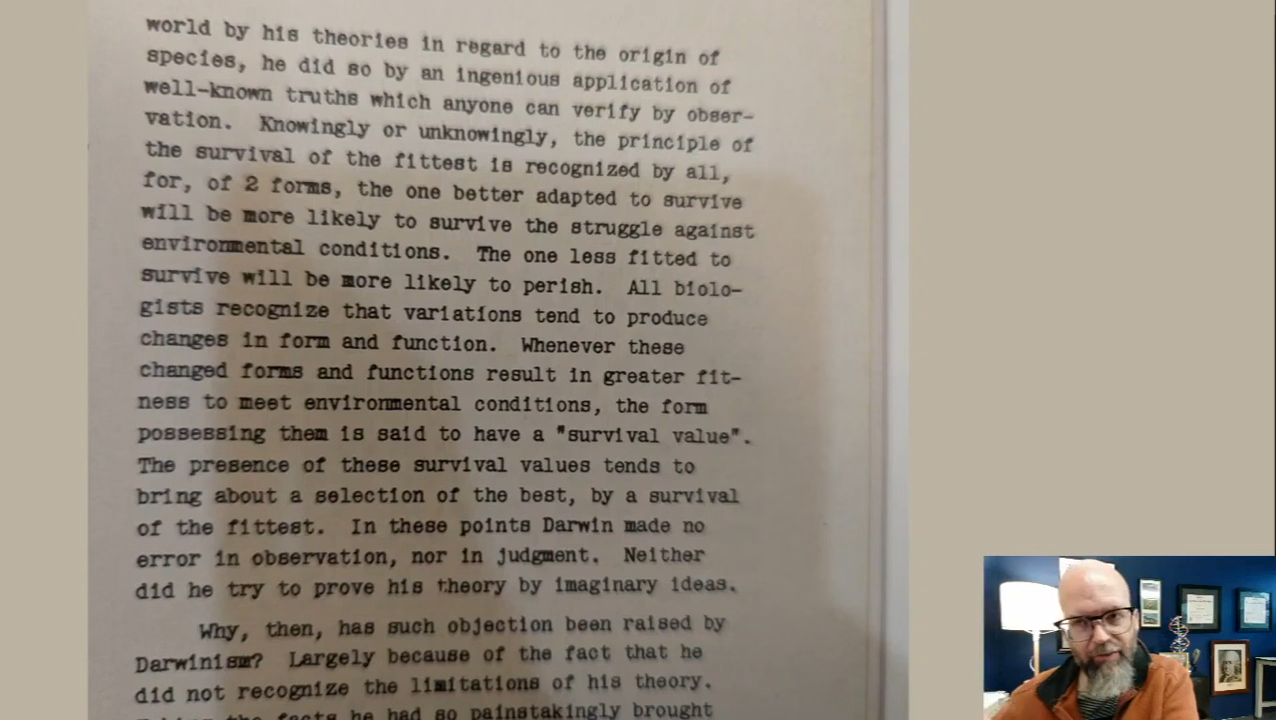 world by his theories in regard to the origin of
species, he did so by an ingenious application of
well-known truths which anyone can verify by obser-
vation. Knowingly or unknowingly, the principle of
the survival of the fittest is recognized by all,
for, of 2 forms, the one better adapted to survive
will be more likely to survive the struggle against
environmental conditions. The one less fitted to
survive will be more likely to perish. All biolo-
gists recognize that variations tend to produce
changes in form and function. Whenever these
changed forms and functions result in greater fit-
ness to meet environmental conditions, the form
possessing them is said to have a "survival value".
The presence of these survival values tends to
bring about a selection of the best, by a survival
of the fittest. In these points Darwin made no
error in observation, nor in judgment. Neither
did he try to prove his theory by imaginary ideas.
Why, then, has such objection been raised by
Darwinism? Largely because of the fact that he
did not recognize the limitations of his theory.
the facts he had so painstakingly brought